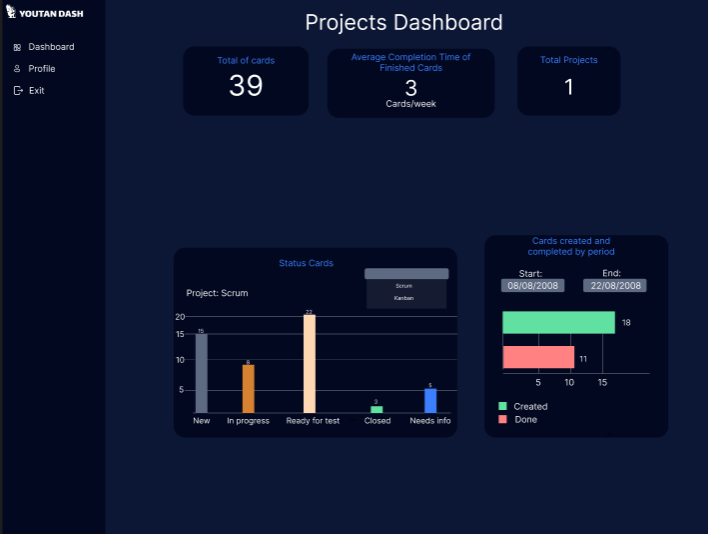 YOUTAN DASH
Dashboard
Profile
Exit
Projects Dashboard
Total of cards
39
Average Completion Time of
Finished Cards
3
Cards/week
Total Projects
1
Status Cards
Project: Scrum
Scrum
Kanban
20
15
10
5
15
8
22
3
5
New
In progress
Ready for test
Closed
Needs info
Cards created and
completed by period
Start:
End:
08/08/2008
22/08/2008
18
11
5
10
15
Created
Done